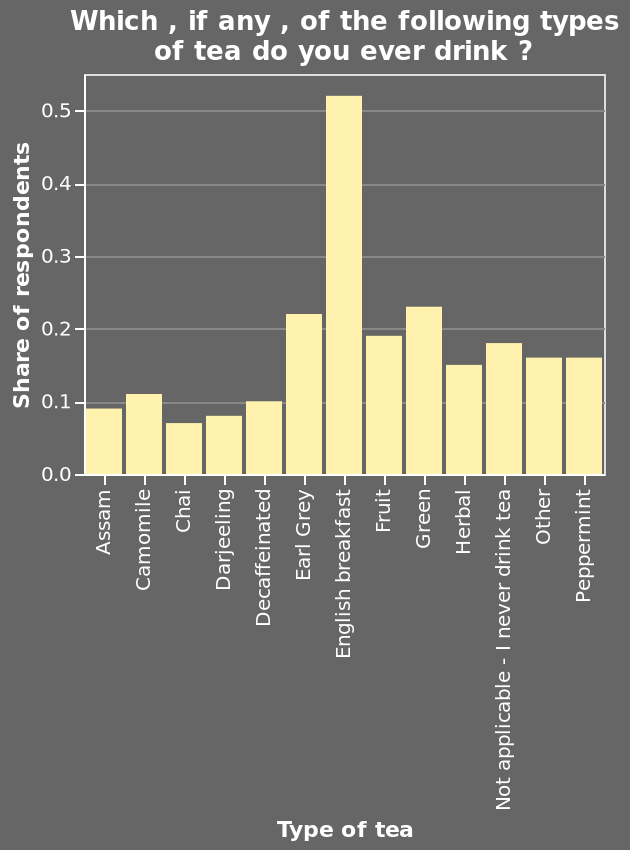 Which , if any , of the following types
of tea do you ever drink ?
Share of respondents
0.5
0.4
0.3
0.2
0.1
0.0
Assam
Camomile
Chai
Darjeeling
Decaffeinated
Earl Grey
English breakfast
Fruit
Green
Herbal
Not applicable - I never drink tea
Other
Peppermint
Type of tea